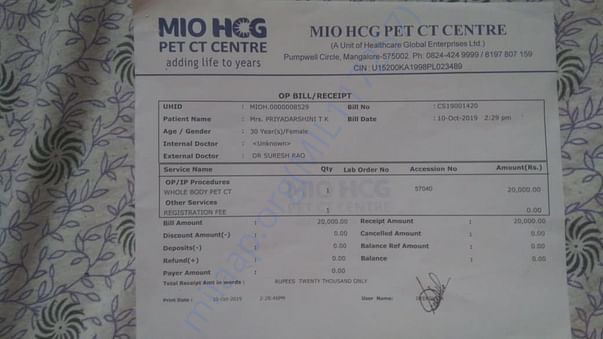 MIO HCG
PET CT CENTRE
adding life to years
MIO HCG PET CT CENTRE
(A Unit of Healthcare Global Enterprises Ltd.)
Pumpwell Circle, Mangalore-575002. Ph: 0824-424 9999 / 8197 807 159
CIN : U15200KA1998PL023489
OP BILL/RECEIPT
UMID : MIOH.0000008529 Bill No : CS19001420
Patient Name : Mrs. PRIYADARSHINI T K Bill Date : 10-Oct-2019 2:29 pm
Age / Gender : 30 Year(s)/Female
Internal Doctor : <Unknown>
External Doctor : DR SURESH RAO
Service Name Qty Lab Order No Accession No Amount(Rs.)
OP/IP Procedures
WHOLE BODY PET CT 1 57040 20,000.00
Other Services
REGISTRATION FEE 1 0.00
MIO HCG
PET CT CENTRE
Bill Amount : 20,000.00 Receipt Amount : 20,000.00
Discount Amount(-) : 0.00 Cancelled Amount : 0.00
Deposits(-) : 0.00 Balance Ref Amount : 0.00
Refund(+) : 0.00 Balance : 0.00
Payer Amount : 0.00
Total Receipt Amt in words : RUPEES TWENTY THOUSAND ONLY
Print Date : 10-Oct-2019 2:28:46PM User Name: